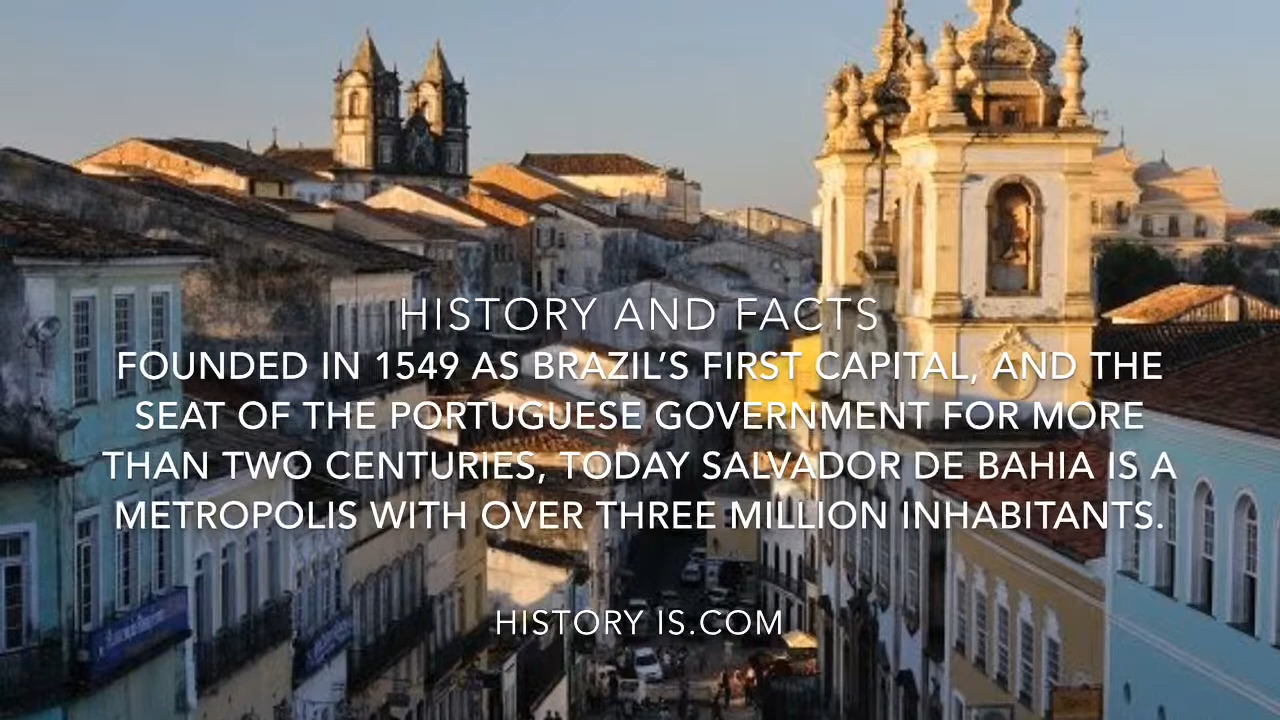 HISTORY AND FACTS
FOUNDED IN 1549 AS BRAZIL’S FIRST CAPITAL, AND THE
SEAT OF THE PORTUGUESE GOVERNMENT FOR MORE
THAN TWO CENTURIES, TODAY SALVADOR DE BAHIA IS A
METROPOLIS WITH OVER THREE MILLION INHABITANTS.
HISTORY IS.COM